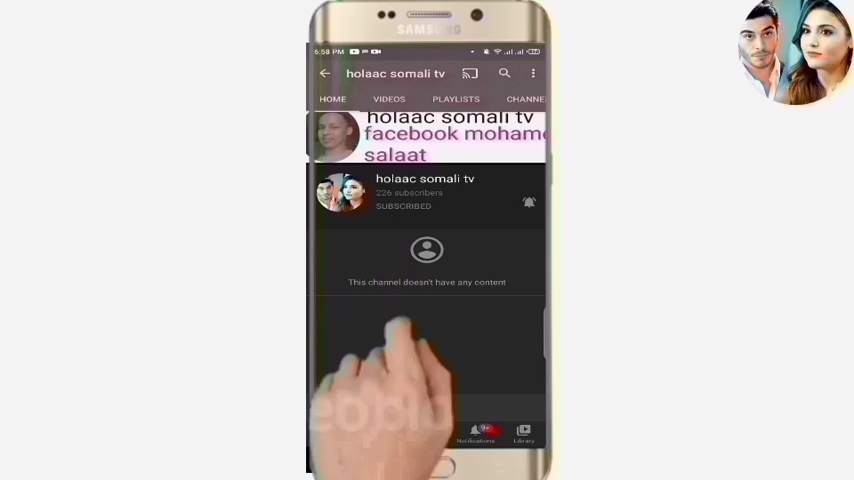 SAMSUNG
6:58 PM
holaac somali tv
HOME VIDEOS PLAYLISTS CHANNE
holaac somali tv
facebook mohame
salaat
holaac somali tv
226 subscribers
SUBSCRIBED
This channel doesn't have any content
9+
Notifications Library